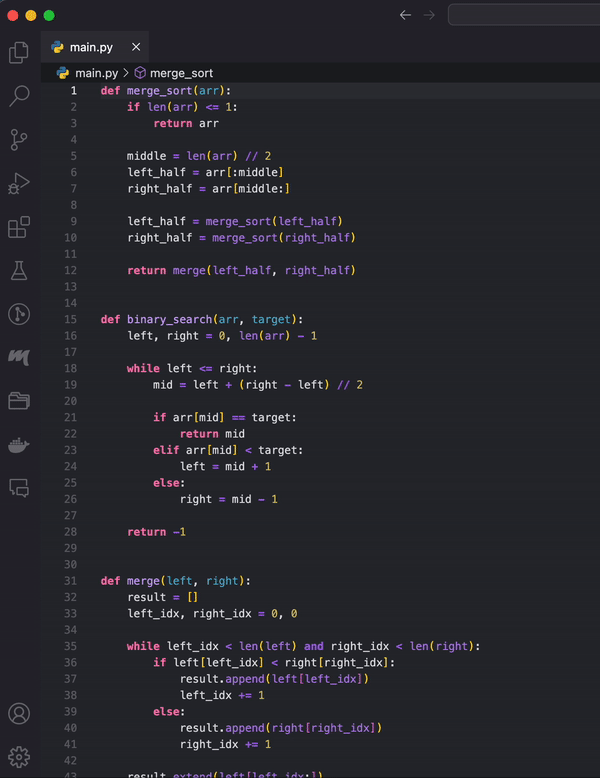 main.py
main.py > merge_sort
1 def merge_sort(arr):
2     if len(arr) <= 1:
3         return arr
4
5     middle = len(arr) // 2
6     left_half = arr[:middle]
7     right_half = arr[middle:]
8
9     left_half = merge_sort(left_half)
10     right_half = merge_sort(right_half)
11
12     return merge(left_half, right_half)
13
14
15 def binary_search(arr, target):
16     left, right = 0, len(arr) - 1
17
18     while left <= right:
19         mid = left + (right - left) // 2
20
21         if arr[mid] == target:
22             return mid
23         elif arr[mid] < target:
24             left = mid + 1
25         else:
26             right = mid - 1
27
28     return -1
29
30
31 def merge(left, right):
32     result = []
33     left_idx, right_idx = 0, 0
34
35     while left_idx < len(left) and right_idx < len(right):
36         if left[left_idx] < right[right_idx]:
37             result.append(left[left_idx])
38             left_idx += 1
39         else:
40             result.append(right[right_idx])
41             right_idx += 1
42
43     result.extend(left[left_idx:])